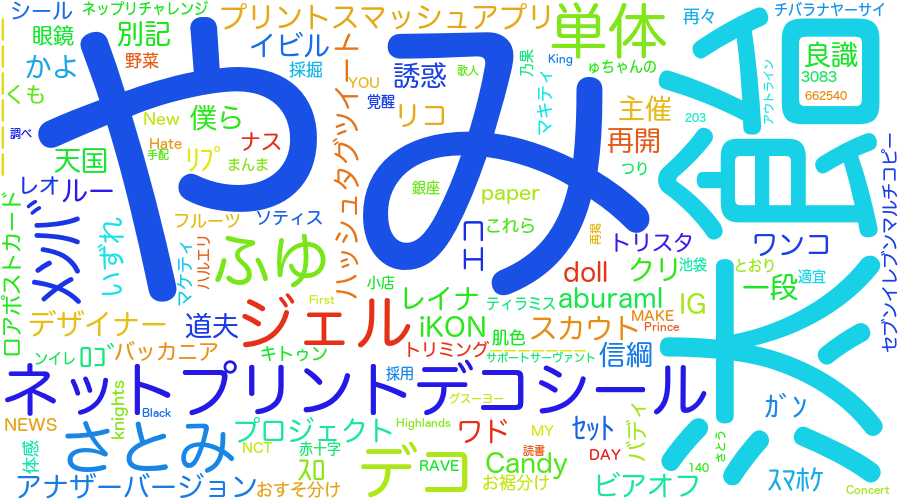 シール
ネップリチャレンジ
プリントスマッシュアプリ
単体
再々
チバラナヤーサイ
眼鏡
別記
イビル
良識
かよ
野菜
採掘
YOU
誘惑
歌人
乃果
King
ゅちゃんの
3083
662540
くも
New
僕ら
覚醒
リコ
マキティ
主催
203
アウトライン
調べ
Hate
ナス
再開
天国
手配
リプ
まんま
つり
レオ
ルー
やみ
銀座
paper
渋谷
フルーツ
ソティス
これら
再掲
トリスタ
ワンコ
セブンイレブンマルチコピー
メンバ
いずれ
マケティ
ハルエリ
ふゆ
ハッシュタグツイート
コエ
小店
doll
クリ
池袋
とおり
一段
適宜
ロアポストカード
First
レイナ
ティラミス
aburaml
IG
デザイナー
道夫
ジェル
iKON
スカウト
MAKE
Prince
肌色
ンイレ
ロゴ
バッカニア
キトゥン
トリミング
サポートサーヴァント
信綱
ネットプリントデコシール
採用
グスーヨー
knights
Black
ガン
NEWS
さとみ
プロジェクト
Highlands
ワド
MY
セット
バディ
体感
NCT
赤十字
デコ
読書
さとう
スロ
RAVE
Candy
DAY
140
スマホケ
アナザーバージョン
おすそ分け
お裾分け
ビアオフ
Concert